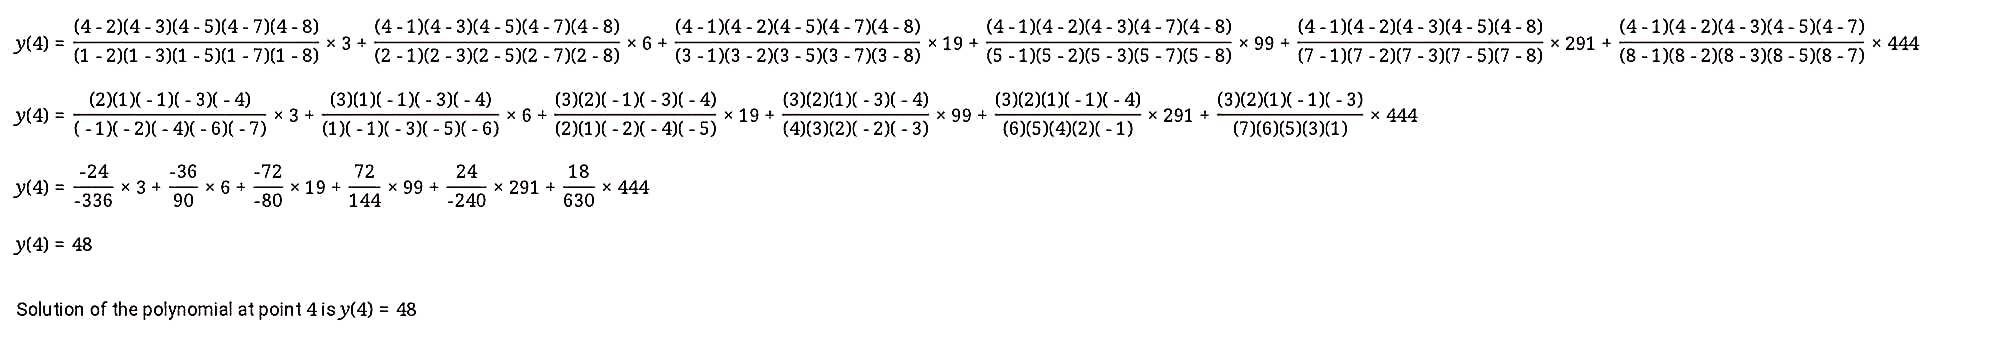 y(4) = (4 - 2)(4 - 3)(4 - 5)(4 - 7)(4 - 8)/(1 - 2)(1 - 3)(1 - 5)(1 - 7)(1 - 8) × 3 + (4 - 1)(4 - 3)(4 - 5)(4 - 7)(4 - 8)/(2 - 1)(2 - 3)(2 - 5)(2 - 7)(2 - 8) × 6 + (4 - 1)(4 - 2)(4 - 5)(4 - 7)(4 - 8)/(3 - 1)(3 - 2)(3 - 5)(3 - 7)(3 - 8) × 19 + (4 - 1)(4 - 2)(4 - 3)(4 - 7)(4 - 8)/(5 - 1)(5 - 2)(5 - 3)(5 - 7)(5 - 8) × 99 + (4 - 1)(4 - 2)(4 - 3)(4 - 5)(4 - 8)/(7 - 1)(7 - 2)(7 - 3)(7 - 5)(7 - 8) × 291 + (4 - 1)(4 - 2)(4 - 3)(4 - 5)(4 - 7)/(8 - 1)(8 - 2)(8 - 3)(8 - 5)(8 - 7) × 444
y(4) = (2)(1)( - 1)( - 3)( - 4)/( - 1)( - 2)( - 4)( - 6)( - 7) × 3 + (3)(1)( - 1)( - 3)( - 4)/(1)( - 1)( - 3)( - 5)( - 6) × 6 + (3)(2)( - 1)( - 3)( - 4)/(2)(1)( - 2)( - 4)( - 5) × 19 + (3)(2)(1)( - 3)( - 4)/(4)(3)(2)( - 2)( - 3) × 99 + (3)(2)(1)( - 1)( - 4)/(6)(5)(4)(2)( - 1) × 291 + (3)(2)(1)( - 1)( - 3)/(7)(6)(5)(3)(1) × 444
y(4) = -24/-336 × 3 + -36/90 × 6 + -72/-80 × 19 + 72/144 × 99 + 24/-240 × 291 + 18/630 × 444
y(4) = 48
Solution of the polynomial at point 4 is y(4) = 48